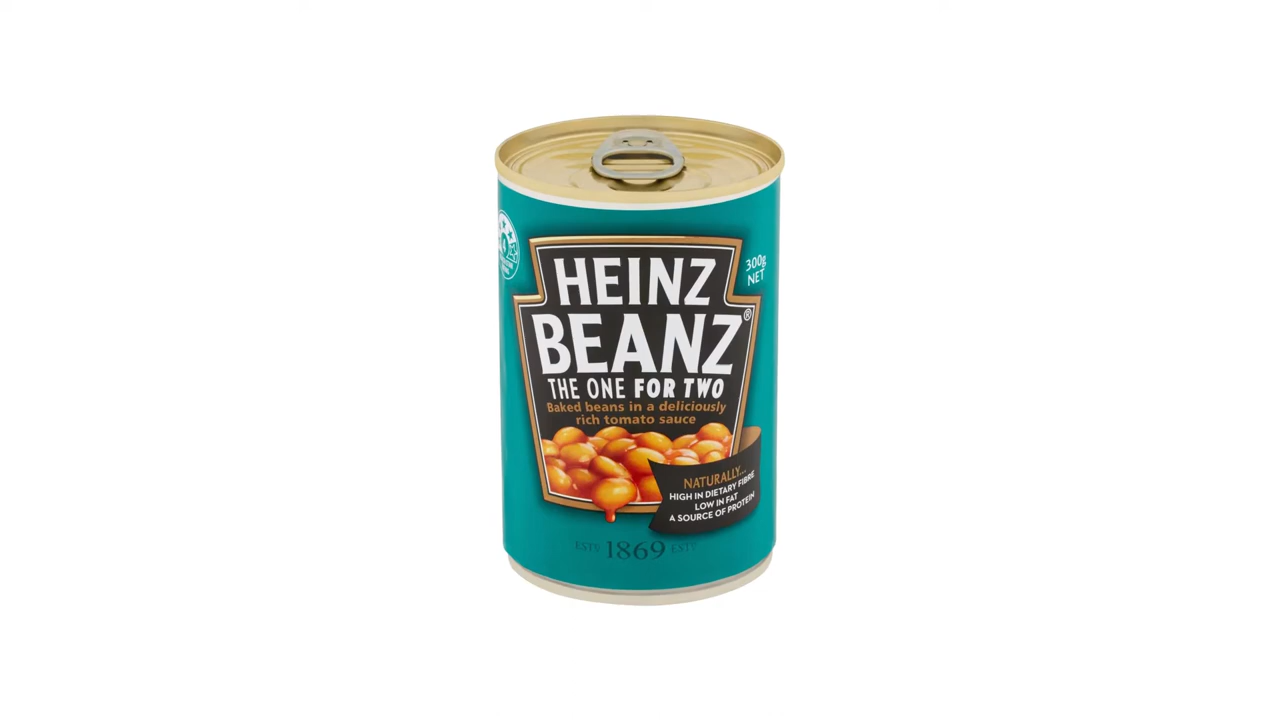 300g
NET
HEINZ
BEANZ®
THE ONE FOR TWO
Baked beans in a deliciously
rich tomato sauce
NATURALLY...
HIGH IN DIETARY FIBRE
LOW IN FAT
A SOURCE OF PROTEIN
ESTD 1869 ESTD